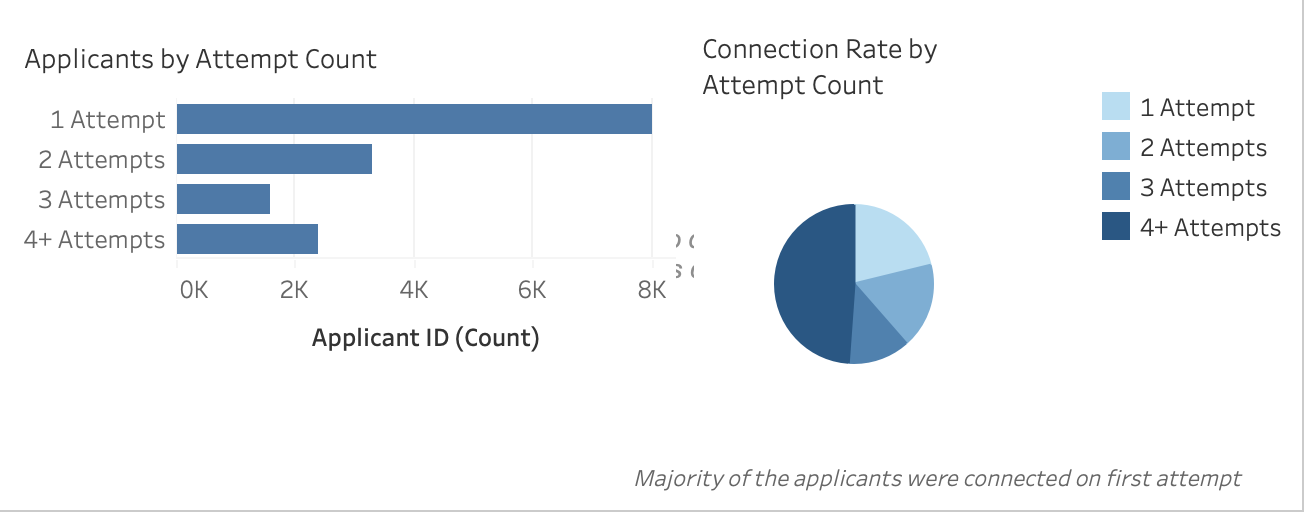 Applicants by Attempt Count
1 Attempt
2 Attempts
3 Attempts
4+ Attempts
0K 2K 4K 6K 8K
Applicant ID (Count)
Connection Rate by
Attempt Count
1 Attempt
2 Attempts
3 Attempts
4+ Attempts
Majority of the applicants were connected on first attempt